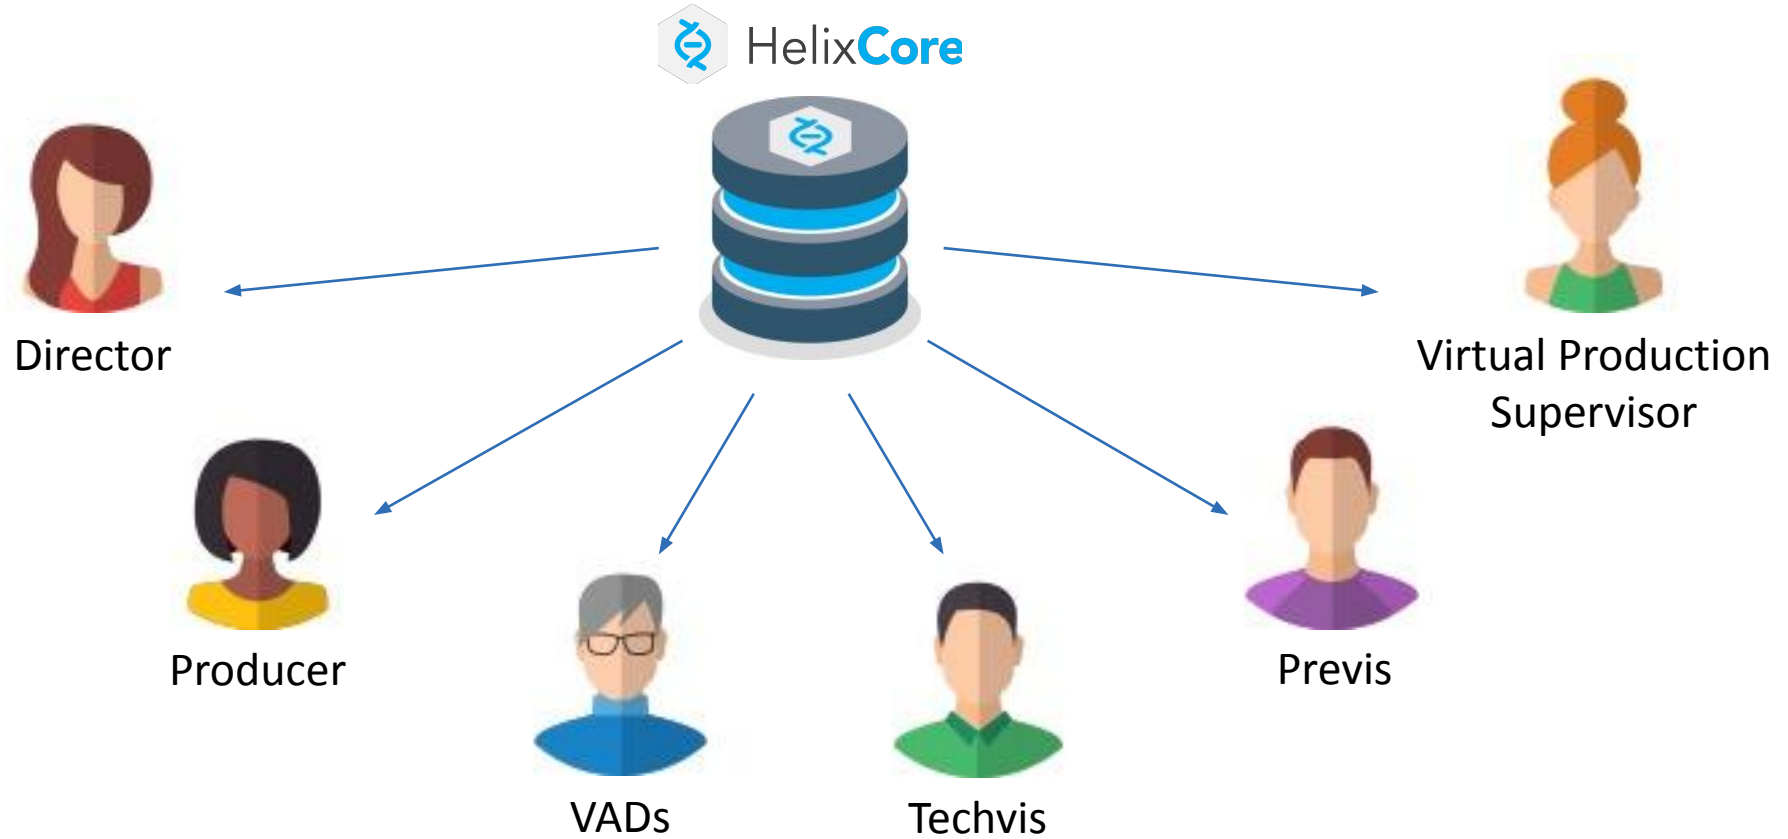 HelixCore
Director
Virtual Production
Supervisor
Producer
Previs
VADs
Techvis